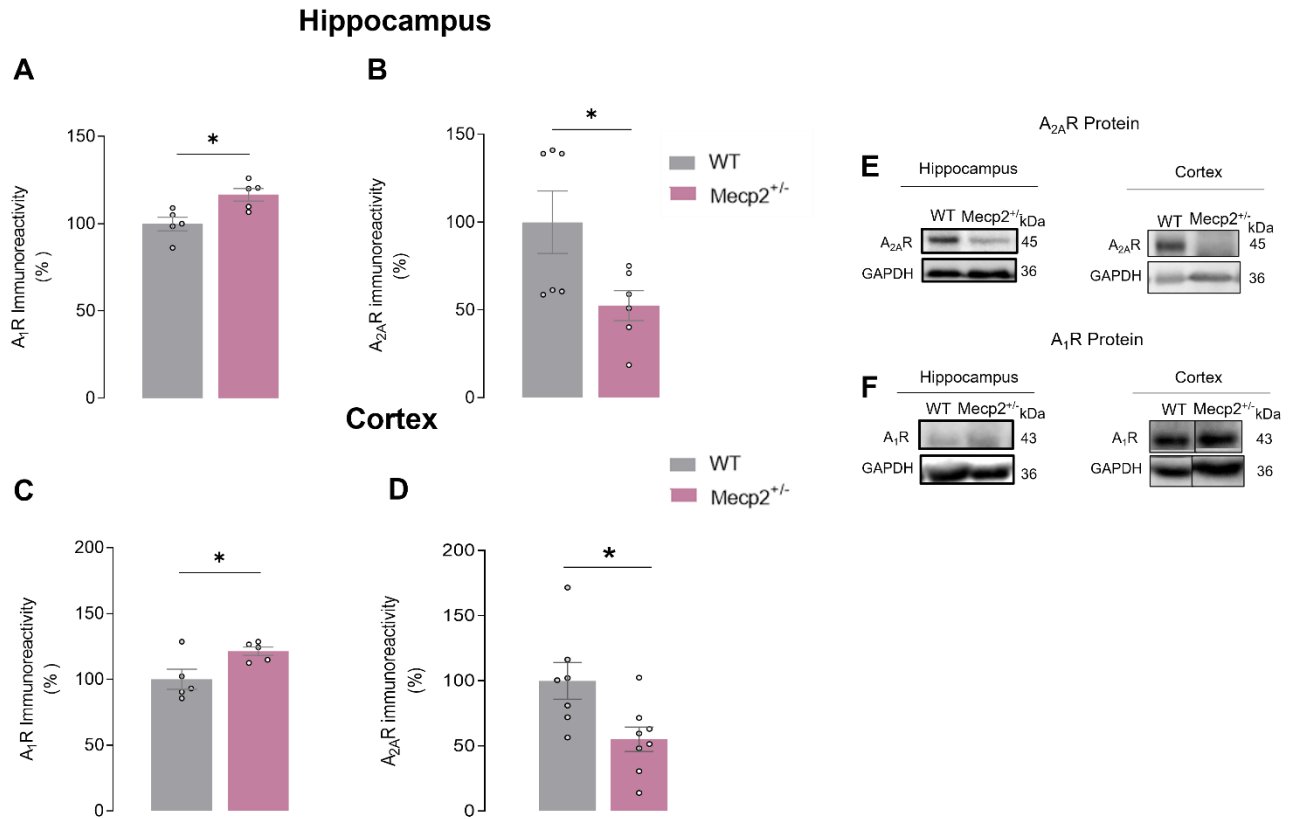 Hippocampus
A
B
A₁R Immunoreactivity
(% )
150
100
50
0
*
A₂ₐR immunoreactivity
(%)
150
100
50
0
*
WT
Mecp2⁺/⁻
Cortex
WT
Mecp2⁺/⁻
C
D
A₁R Immunoreactivity
(% )
200
150
100
50
0
*
A₂ₐR immunoreactivity
(%)
200
150
100
50
0
*
A₂ₐR Protein
E
Hippocampus
WT Mecp2⁺/ kDa
A₂ₐR 45
GAPDH 36
Cortex
WT Mecp2⁺/⁻ kDa
A₂ₐR 45
GAPDH 36
A₁R Protein
F
Hippocampus
WT Mecp2⁺/⁻ kDa
A₁R 43
GAPDH 36
Cortex
WT Mecp2⁺/⁻ kDa
A₁R 43
GAPDH 36